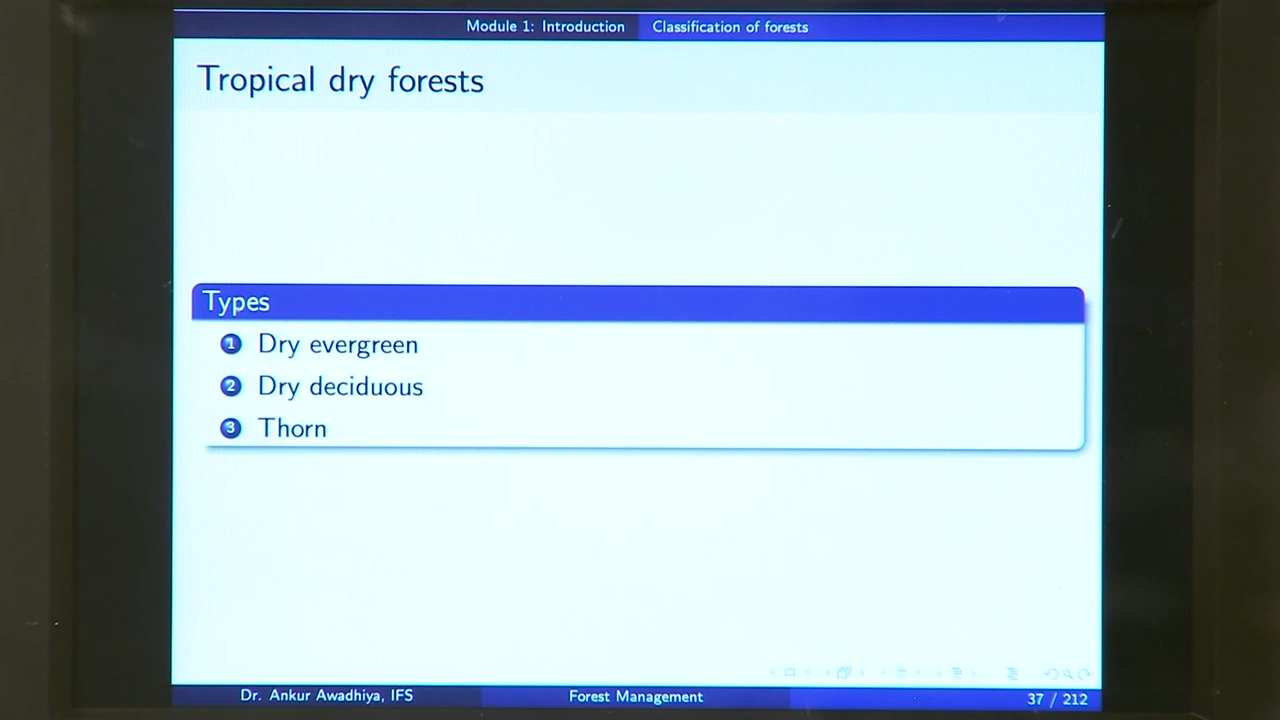 Module 1: Introduction Classification of forests
Tropical dry forests
Types
1 Dry evergreen
2 Dry deciduous
3 Thorn
Dr. Ankur Awadhiya, IFS Forest Management 37 / 212